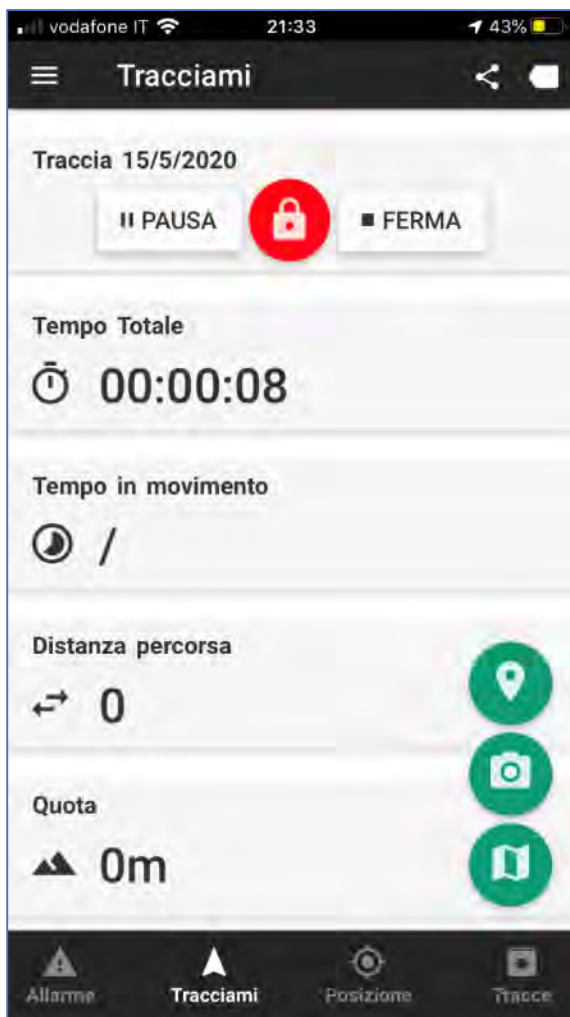 vodafone IT 21:33 43%
Tracciami
Traccia 15/5/2020
PAUSA FERMA
Tempo Totale
00:00:08
Tempo in movimento
/
Distanza percorsa
0
Quota
0m
Allarme Tracciami Posizione Tracce